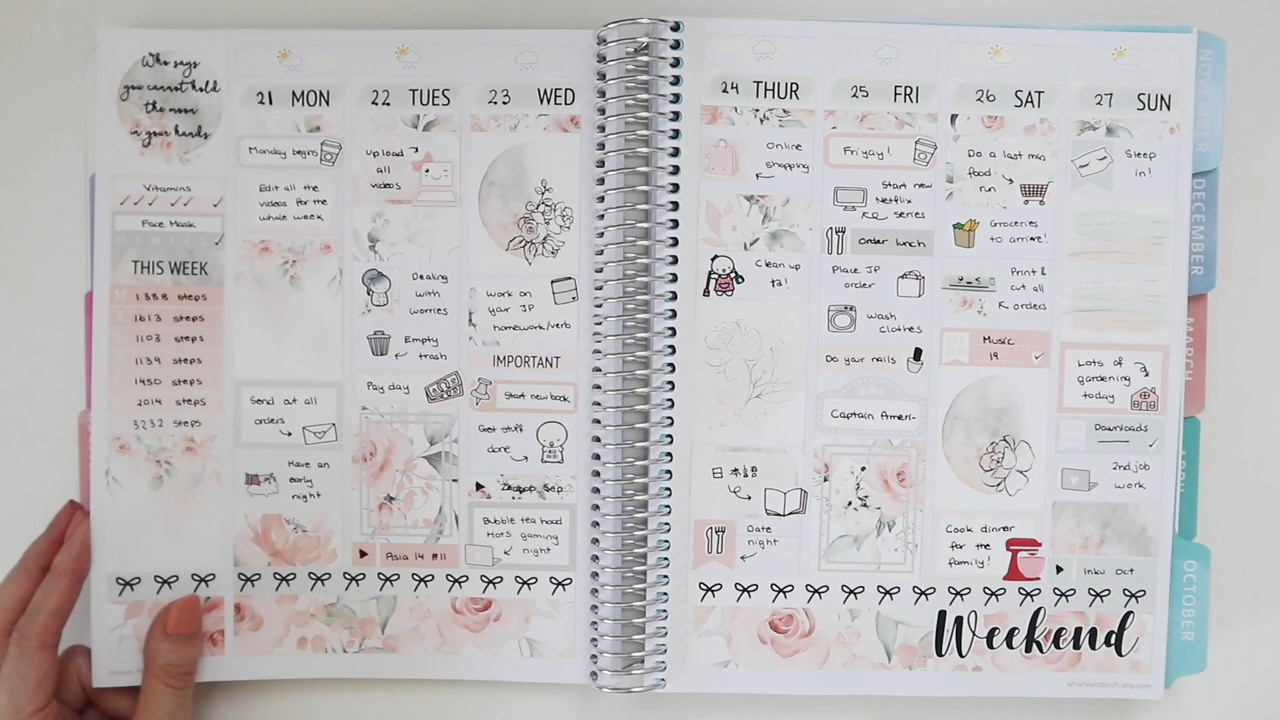 Who says
you cannot hold
the moon
in your hands
Vitamins
Face Mask
THIS WEEK
1338 steps
1613 steps
1103 steps
1139 steps
1450 steps
2014 steps
3232 steps
21 MON
Monday begins
Edit all the
videos for the
whole week
Send out all
orders
Have an
early
night
22 TUES
Upload
all
videos
Dealing
with
worries
Empty
trash
Pay day
Asia 14 #11
23 WED
Work on
your JP
homework/verb
IMPORTANT
Start new book
Get stuff
done
Sep
Bubble tea hood
Hots gaming
night
24 THUR
Online
shopping
Clean up
日本語
Date
night
25 FRI
Friyay!
Start new
Netflix
series
Order lunch
Place JP
order
Wash
clothes
Do your nails
Captain Ameri-
26 SAT
Do a last min
food
run
Groceries
to arrive!
Print &
cut all
orders
Music
19
Cook dinner
for the
family!
27 SUN
Sleep
in!
Lots of
gardening
today
Downloads
2nd job
work
Inku Oct
Weekend
DECEMBER
MARCH
APRIL
OCTOBER